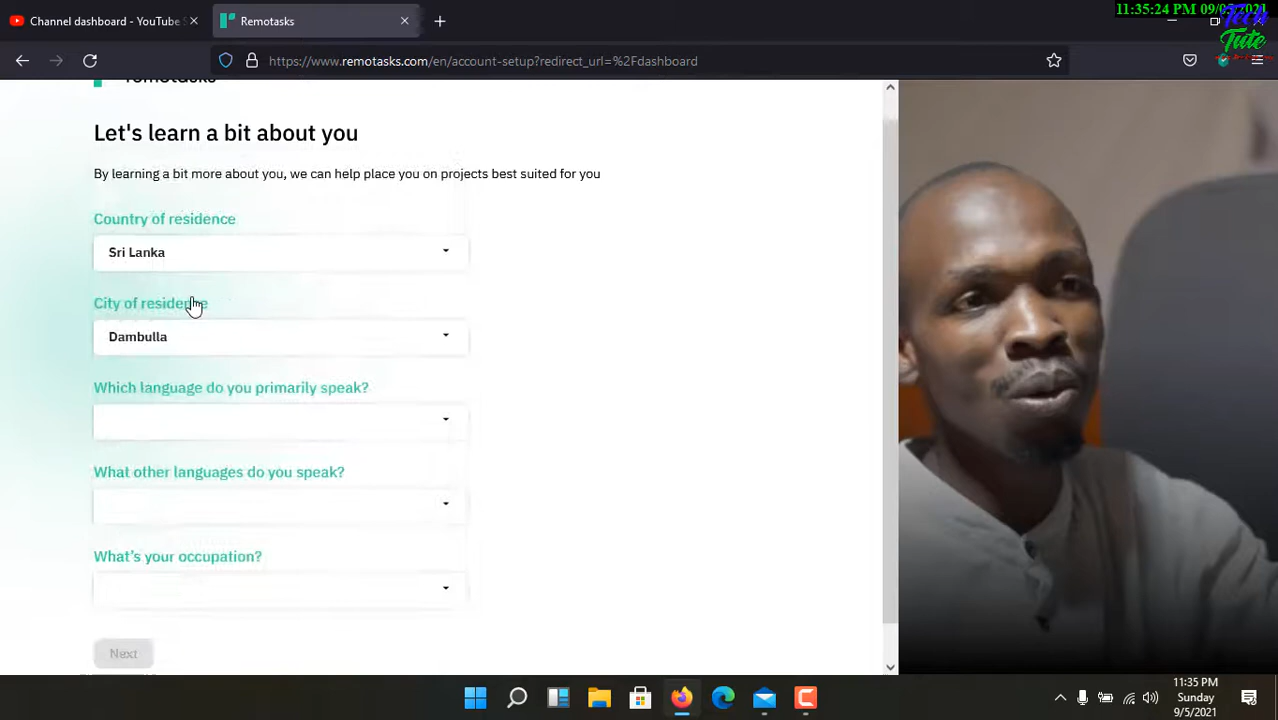 11:35:24 PM 09/05/2021
Tech
Tute
Channel dashboard - YouTube
Remotasks
https://www.remotasks.com/en/account-setup?redirect_url=%2Fdashboard
remotasks
Let's learn a bit about you
By learning a bit more about you, we can help place you on projects best suited for you
Country of residence
Sri Lanka
City of residence
Dambulla
Which language do you primarily speak?
What other languages do you speak?
What's your occupation?
Next
11:35 PM
Sunday
9/5/2021